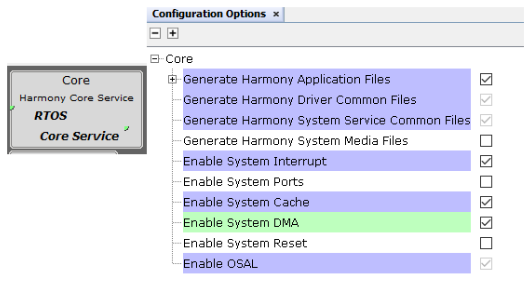 Configuration Options ×
Core
Harmony Core Service
RTOS
Core Service
Core
Generate Harmony Application Files
Generate Harmony Driver Common Files
Generate Harmony System Service Common Files
Generate Harmony System Media Files
Enable System Interrupt
Enable System Ports
Enable System Cache
Enable System DMA
Enable System Reset
Enable OSAL